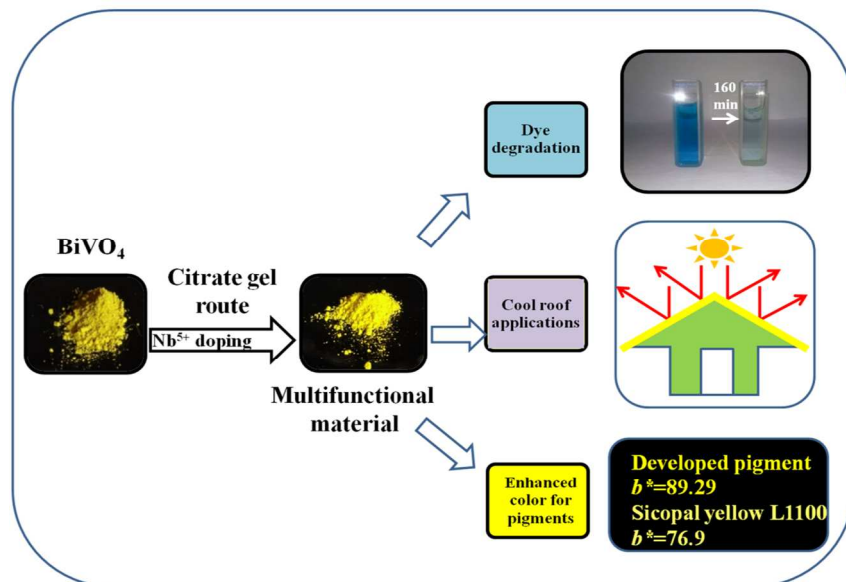 BiVO₄
Citrate gel
route
Nb⁵⁺ doping
Multifunctional
material
Dye
degradation
160
min
Cool roof
applications
Enhanced
color for
pigments
Developed pigment
b*=89.29
Sicopal yellow L1100
b*=76.9